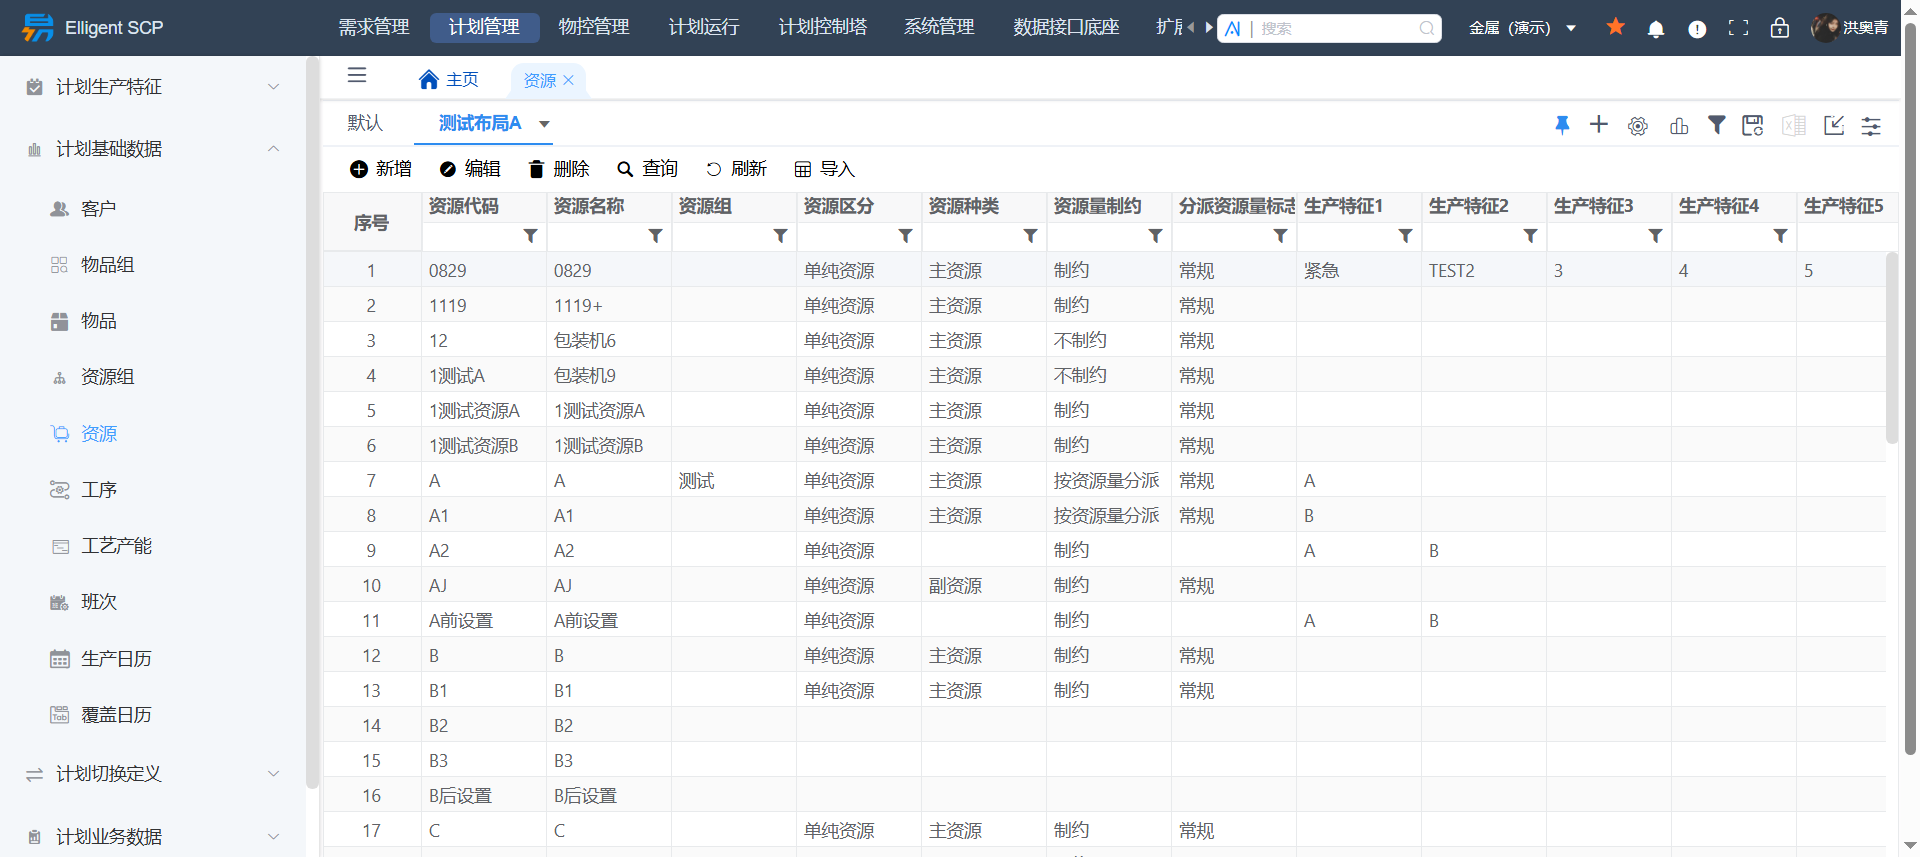 Elligent SCP
需求管理 计划管理 物控管理 计划运行 计划控制塔 系统管理 数据接口底座
搜索
金属（演示）
洪奥青
计划生产特征
计划基础数据
客户
物品组
物品
资源组
资源
工序
工艺产能
班次
生产日历
Tab
覆盖日历
计划切换定义
计划业务数据
主页 资源
默认 测试布局A
新增 编辑 删除 查询 刷新 导入
序号 资源代码 资源名称 资源组 资源区分 资源种类 资源量制约 分派资源量标志 生产特征1 生产特征2 生产特征3 生产特征4 生产特征5
1 0829 0829 单纯资源 主资源 制约 常规 紧急 TEST2 3 4 5
2 1119 1119+ 单纯资源 主资源 制约 常规
3 12 包装机6 单纯资源 主资源 不制约 常规
4 1测试A 包装机9 单纯资源 主资源 不制约 常规
5 1测试资源A 1测试资源A 单纯资源 主资源 制约 常规
6 1测试资源B 1测试资源B 单纯资源 主资源 制约 常规
7 A A 测试 单纯资源 主资源 按资源量分派 常规 A
8 A1 A1 单纯资源 主资源 按资源量分派 常规 B
9 A2 A2 单纯资源 制约 A B
10 AJ AJ 单纯资源 副资源 制约 常规
11 A前设置 A前设置 单纯资源 制约 A B
12 B B 单纯资源 主资源 制约 常规
13 B1 B1 单纯资源 主资源 制约 常规
14 B2 B2
15 B3 B3
16 B后设置 B后设置
17 C C 单纯资源 主资源 制约 常规